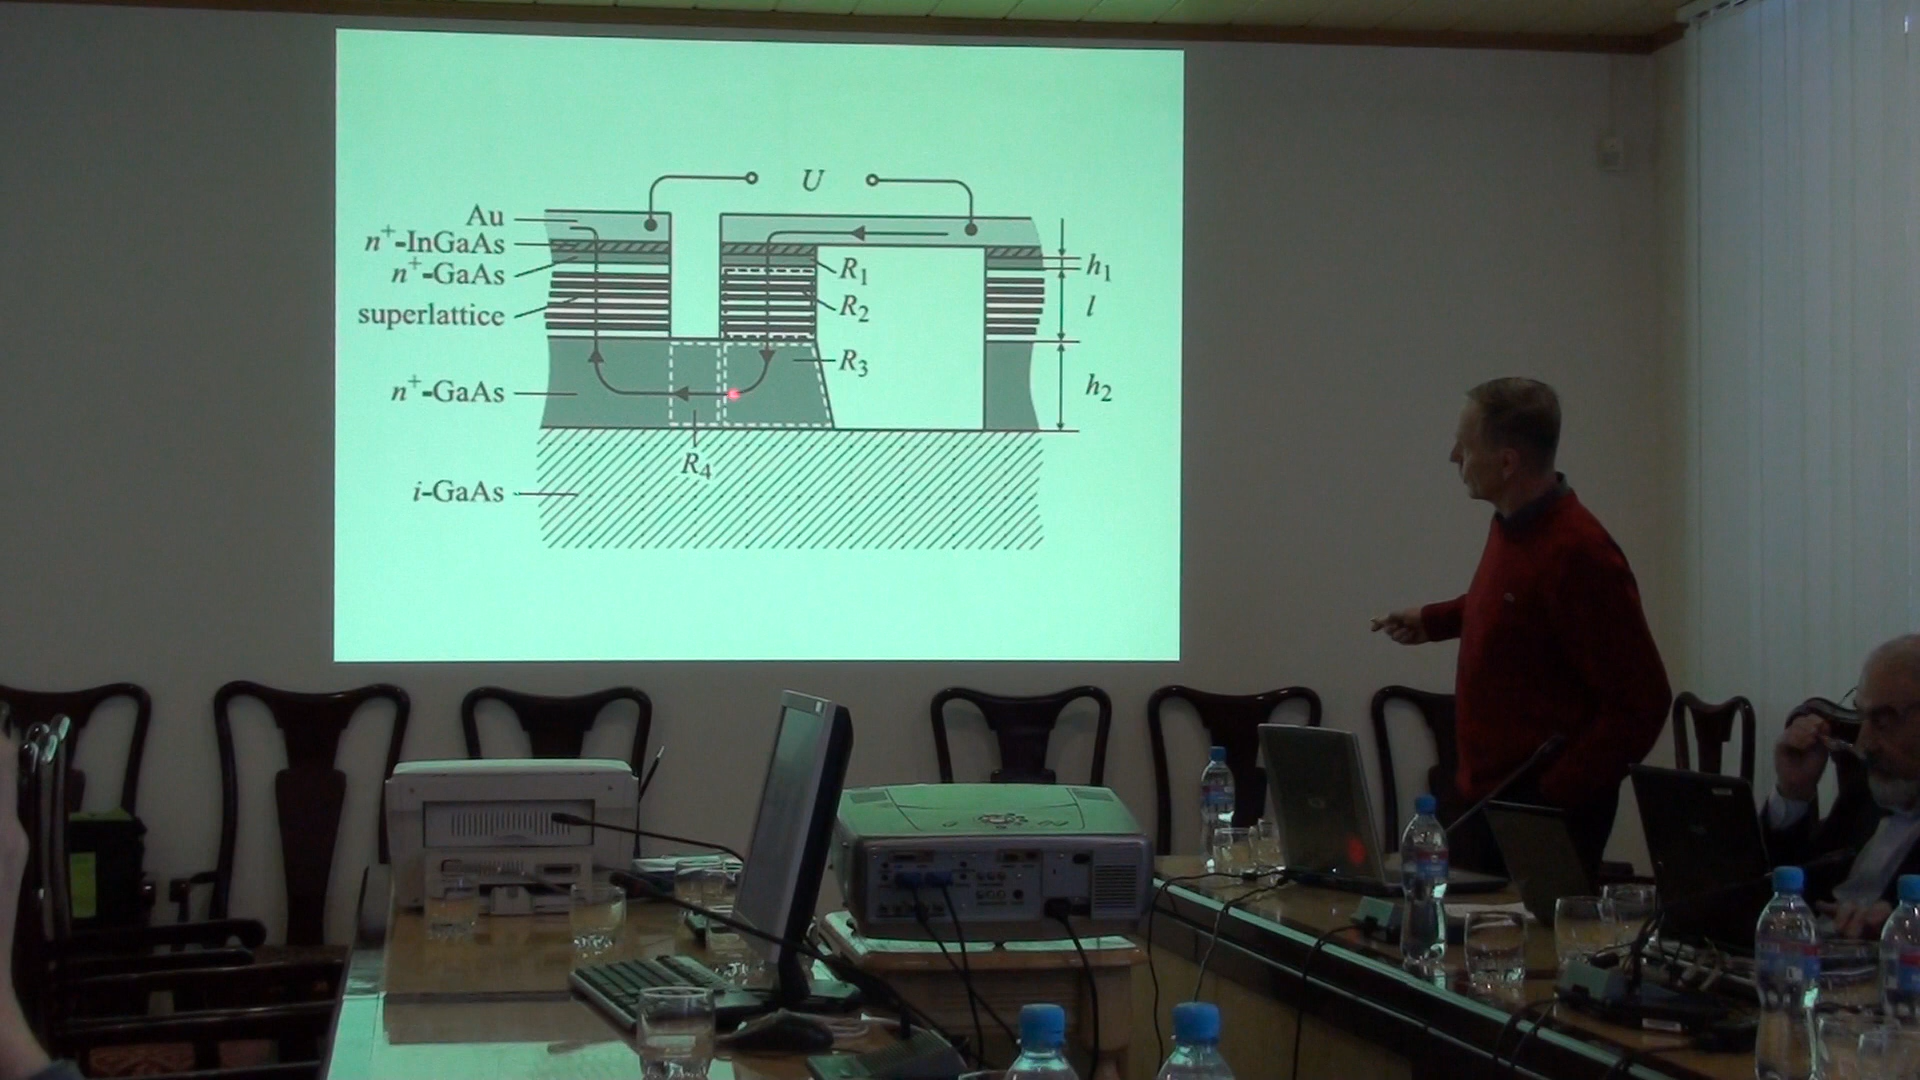 U
Au
n⁺-InGaAs
n⁺-GaAs
superlattice
n⁺-GaAs
i-GaAs
R₁
R₂
R₃
R₄
h₁
l
h₂